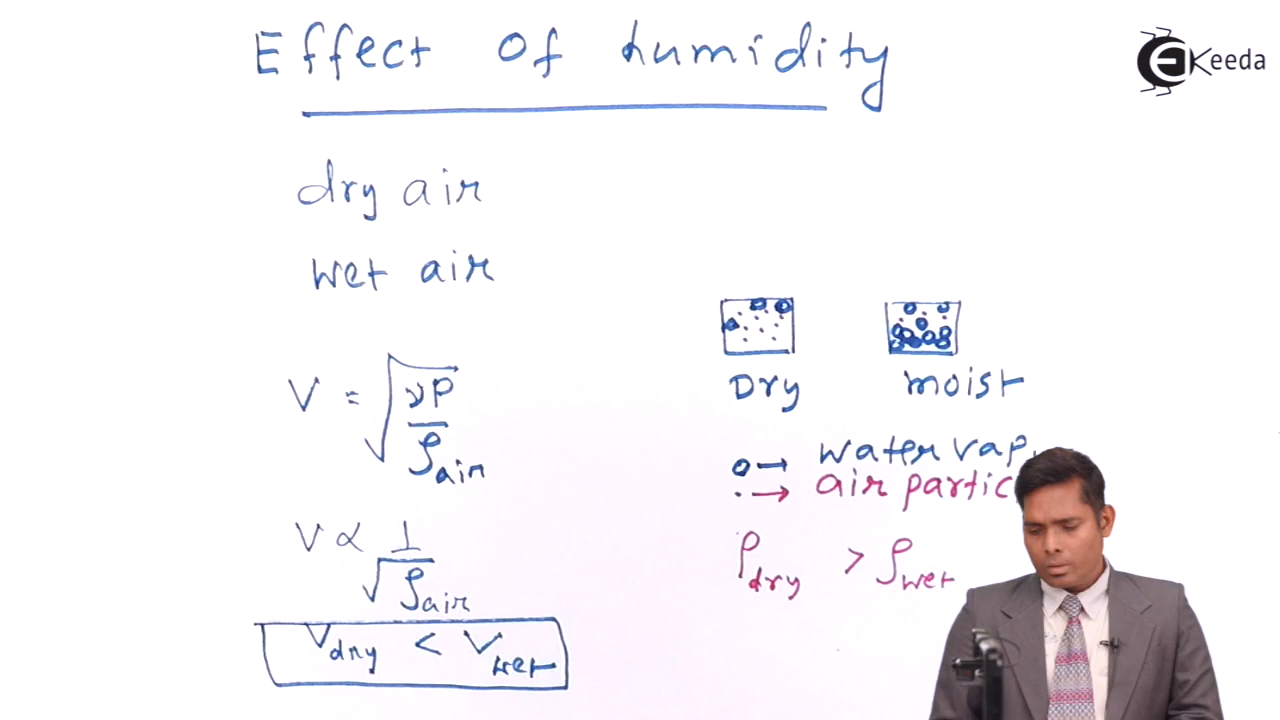 Effect of humidity
EKeeda
dry air
wet air
V = √γP/ρair
V ∝ 1/√ρair
Vdry < Vwet
Dry
moist
o→ water vap.
.→ air partic
ρdry > ρwet